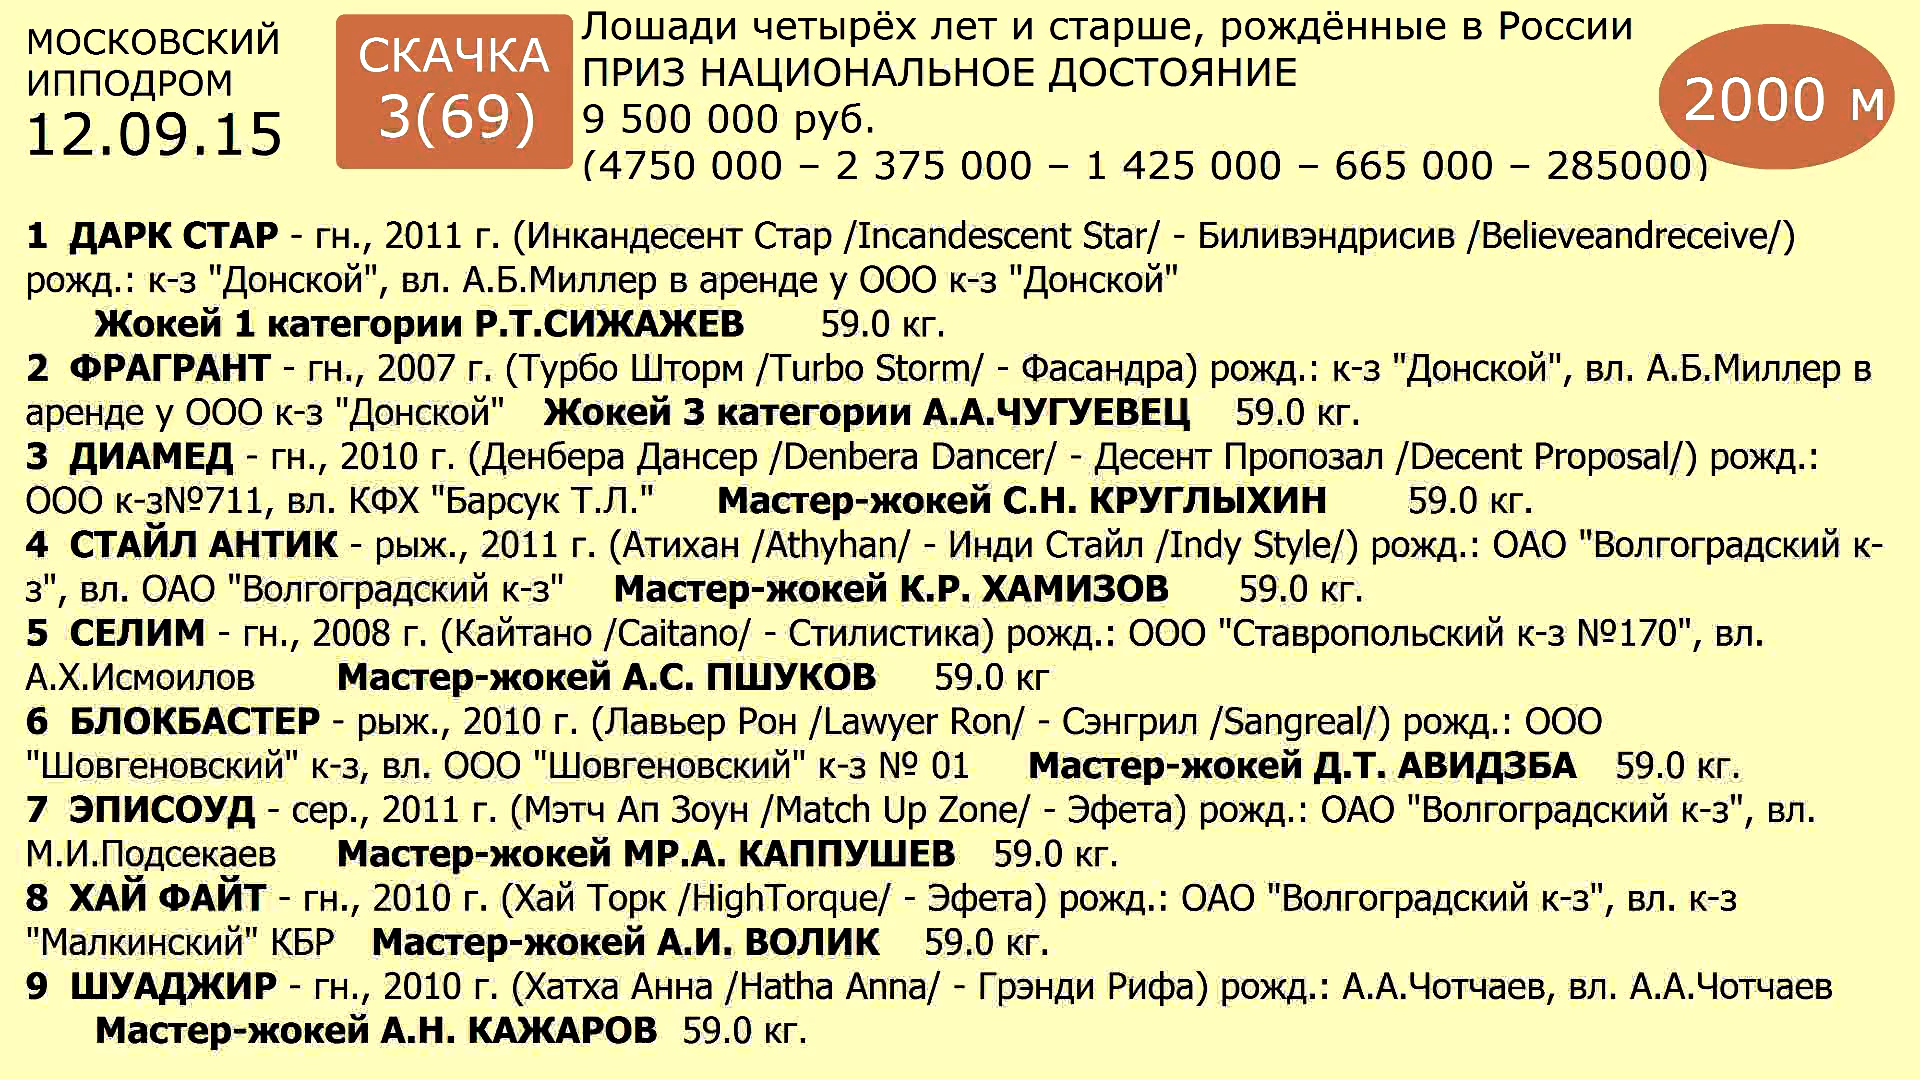 МОСКОВСКИЙ
ИППОДРОМ
12.09.15
СКАЧКА
3(69)
Лошади четырёх лет и старше, рождённые в России
ПРИЗ НАЦИОНАЛЬНОЕ ДОСТОЯНИЕ
9 500 000 руб.
(4750 000 – 2 375 000 – 1 425 000 – 665 000 – 285000)
2000 м
1 ДАРК СТАР - гн., 2011 г. (Инкандесент Стар /Incandescent Star/ - Биливэндрисив /Believeandreceive/)
рожд.: к-з "Донской", вл. А.Б.Миллер в аренде у ООО к-з "Донской"
Жокей 1 категории Р.Т.СИЖАЖЕВ 59.0 кг.
2 ФРАГРАНТ - гн., 2007 г. (Турбо Шторм /Turbo Storm/ - Фасандра) рожд.: к-з "Донской", вл. А.Б.Миллер в
аренде у ООО к-з "Донской" Жокей 3 категории А.А.ЧУГУЕВЕЦ 59.0 кг.
3 ДИАМЕД - гн., 2010 г. (Денбера Дансер /Denbera Dancer/ - Десент Пропозал /Decent Proposal/) рожд.:
ООО к-з№711, вл. КФХ "Барсук Т.Л." Мастер-жокей С.Н. КРУГЛЫХИН 59.0 кг.
4 СТАЙЛ АНТИК - рыж., 2011 г. (Атихан /Athyhan/ - Инди Стайл /Indy Style/) рожд.: ОАО "Волгоградский к-
з", вл. ОАО "Волгоградский к-з" Мастер-жокей К.Р. ХАМИЗОВ 59.0 кг.
5 СЕЛИМ - гн., 2008 г. (Кайтано /Caitano/ - Стилистика) рожд.: ООО "Ставропольский к-з №170", вл.
А.Х.Исмоилов Мастер-жокей А.С. ПШУКОВ 59.0 кг
6 БЛОКБАСТЕР - рыж., 2010 г. (Лавьер Рон /Lawyer Ron/ - Сэнгрил /Sangreal/) рожд.: ООО
"Шовгеновский" к-з, вл. ООО "Шовгеновский" к-з № 01 Мастер-жокей Д.Т. АВИДЗБА 59.0 кг.
7 ЭПИСОУД - сер., 2011 г. (Мэтч Ап Зоун /Match Up Zone/ - Эфета) рожд.: ОАО "Волгоградский к-з", вл.
М.И.Подсекаев Мастер-жокей МР.А. КАППУШЕВ 59.0 кг.
8 ХАЙ ФАЙТ - гн., 2010 г. (Хай Торк /HighTorque/ - Эфета) рожд.: ОАО "Волгоградский к-з", вл. к-з
"Малкинский" КБР Мастер-жокей А.И. ВОЛИК 59.0 кг.
9 ШУАДЖИР - гн., 2010 г. (Хатха Анна /Hatha Anna/ - Грэнди Рифа) рожд.: А.А.Чотчаев, вл. А.А.Чотчаев
Мастер-жокей А.Н. КАЖАРОВ 59.0 кг.